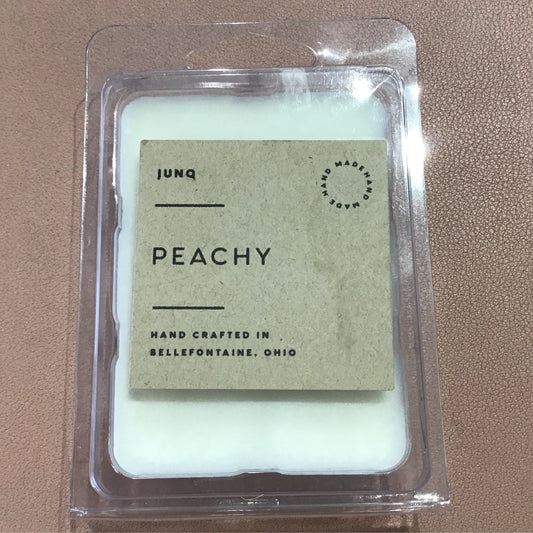 JUNQ
HAND MADE HAND MADE
PEACHY
HAND CRAFTED IN
BELLEFONTAINE, OHIO